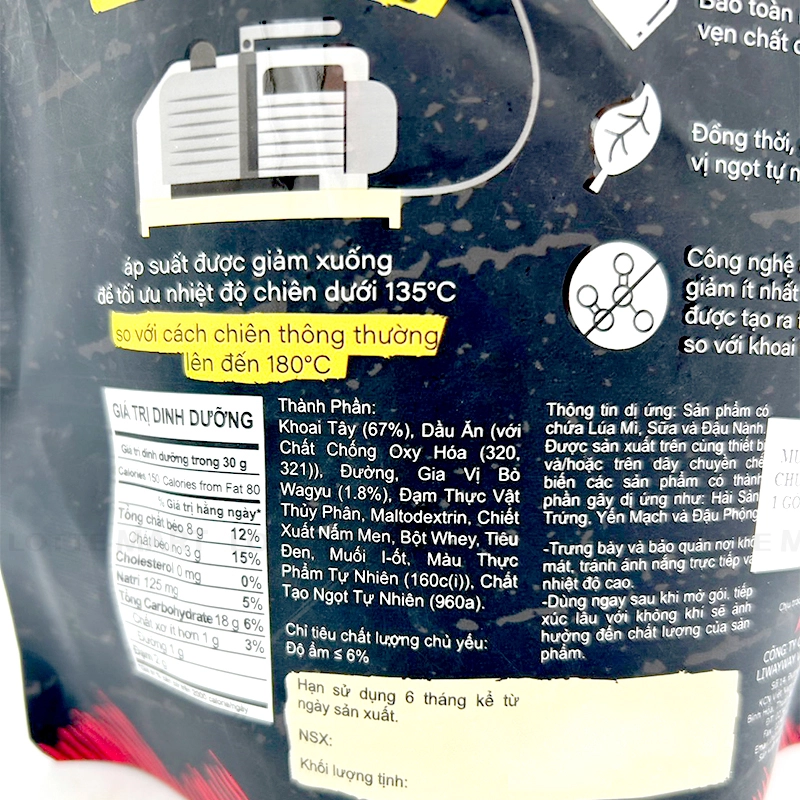 Bảo toàn
vẹn chất
Đồng thời,
vị ngọt tự
áp suất được giảm xuống
để tối ưu nhiệt độ chiên dưới 135°C
so với cách chiên thông thường
lên đến 180°C
Công nghệ
giảm ít nhất
được tạo ra
so với khoai
GIÁ TRỊ DINH DƯỠNG
Giá trị dinh dưỡng trong 30 g
Calories 150 Calories from Fat 80
% Giá trị hằng ngày*
Tổng chất béo 8 g 12%
Chất béo no 3 g 15%
Cholesterol 0 mg 0%
Natri 125 mg 5%
Tổng Carbohydrate 18 g 6%
Chất xơ ít hơn 1 g 3%
Đường 1 g
Đạm 2 g
2000 calorie/ngày
Thành Phần:
Khoai Tây (67%), Dầu Ăn (với
Chất Chống Oxy Hóa (320,
321)), Đường, Gia Vị Bò
Wagyu (1.8%), Đạm Thực Vật
Thủy Phân, Maltodextrin, Chiết
Xuất Nấm Men, Bột Whey, Tiêu
Đen, Muối I-ốt, Màu Thực
Phẩm Tự Nhiên (160c(i)), Chất
Tạo Ngọt Tự Nhiên (960a).
Chỉ tiêu chất lượng chủ yếu:
Độ ẩm ≤ 6%
Thông tin dị ứng: Sản phẩm có
chứa Lúa Mì, Sữa và Đậu Nành.
Được sản xuất trên cùng thiết bị
và/hoặc trên dây chuyền chế
biến các sản phẩm có thành
phần gây dị ứng như: Hải Sản,
Trứng, Yến Mạch và Đậu Phộng.
-Trưng bày và bảo quản nơi khô
mát, tránh ánh nắng trực tiếp và
nhiệt độ cao.
-Dùng ngay sau khi mở gói, tiếp
xúc lâu với không khí sẽ ảnh
hưởng đến chất lượng của sản
phẩm.
Hạn sử dụng 6 tháng kể từ
ngày sản xuất.
NSX:
Khối lượng tịnh:
MU
CHU
1 GO
CÔNG TY
LIWAYWAY